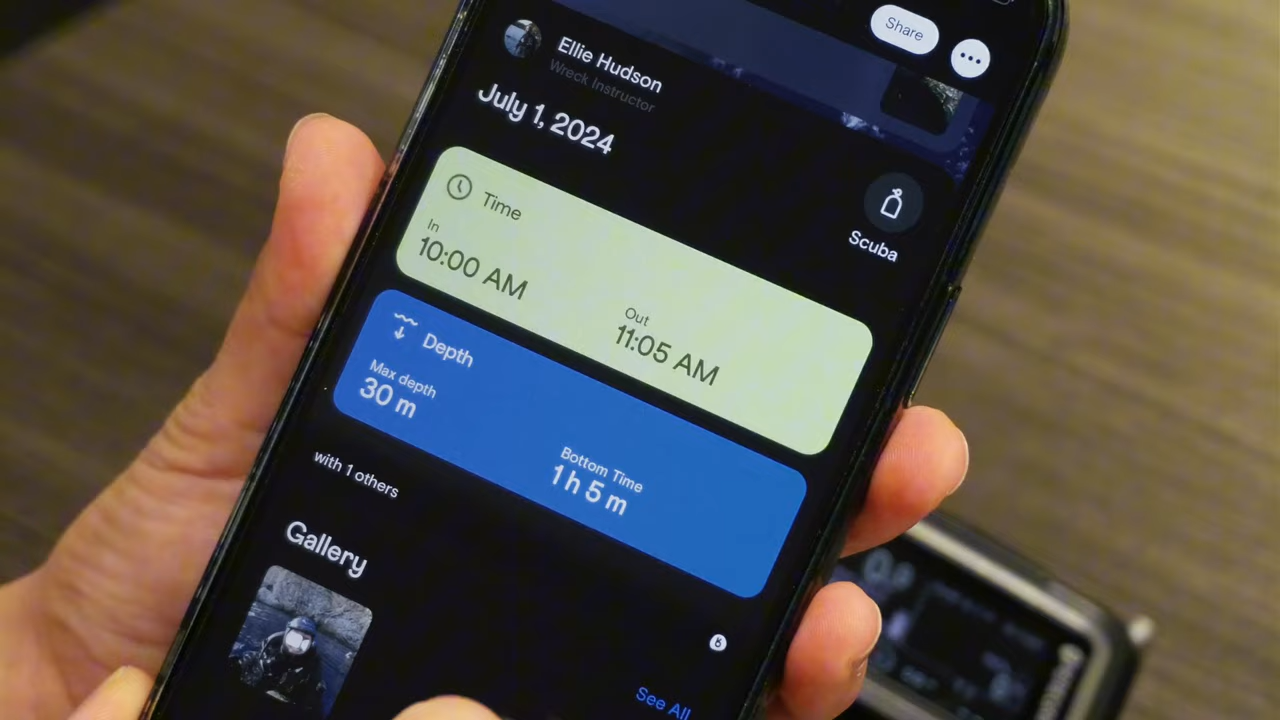 Share
Ellie Hudson
Wreck Instructor
July 1, 2024
Scuba
Time
In
10:00 AM
Out
11:05 AM
Depth
Max depth
30 m
Bottom Time
1 h 5 m
with 1 others
Gallery
See All